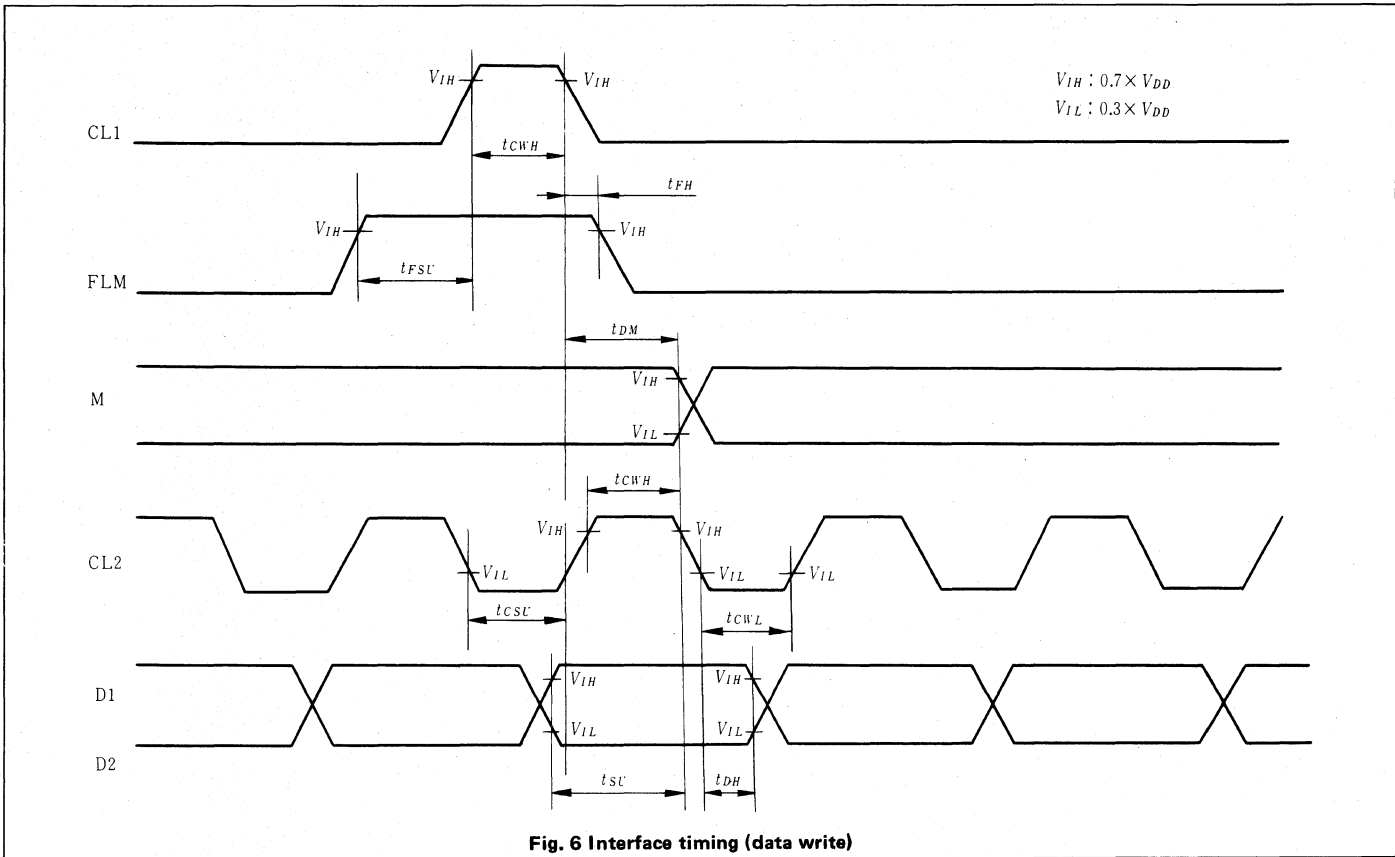 VIH VIH VIH : 0.7 × VDD
VIL : 0.3 × VDD
CL1
tCWH
tFH
VIH VIH
tFSU
FLM
tDM
VIH
M
VIL
tCWH
VIH VIH
CL2
VIL VIL VIL
tCSU tCWL
D1
VIH VIH
VIL VIL
D2
tSU tDH
Fig. 6 Interface timing (data write)